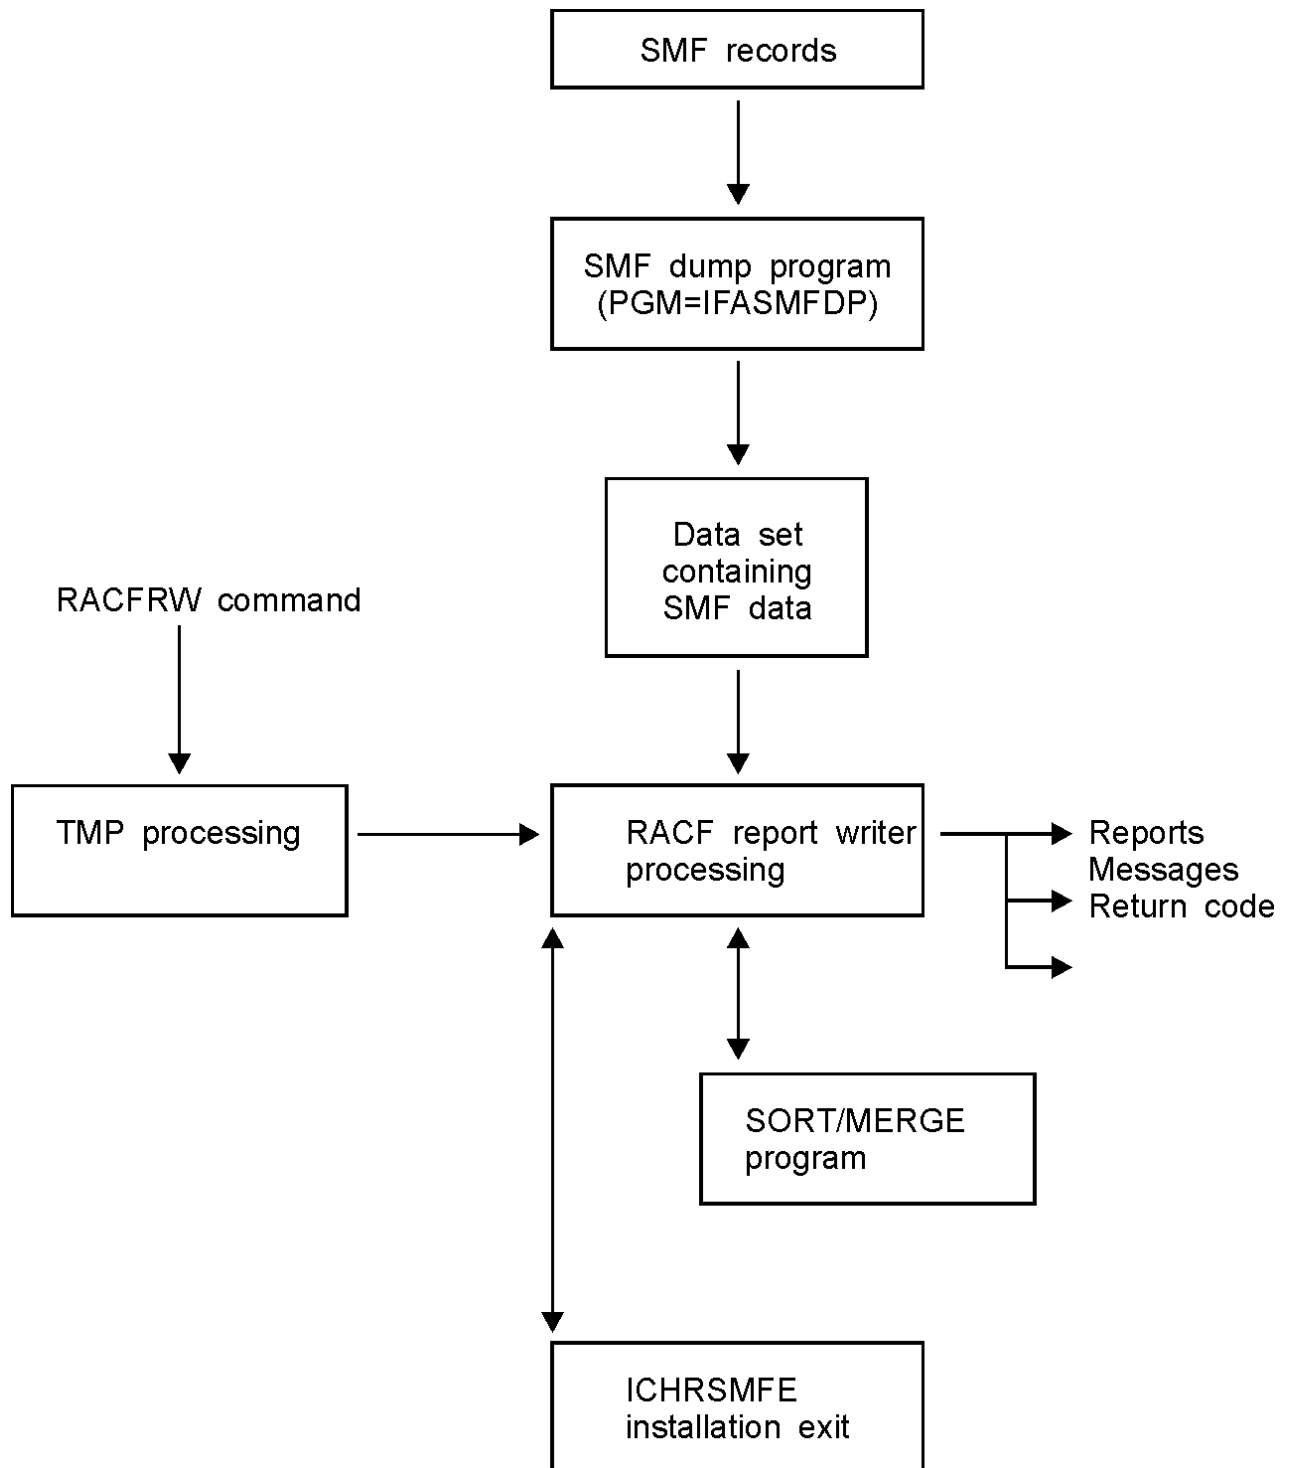 SMF records
SMF dump program
(PGM=IFASMFDP)
Data set
containing
SMF data
RACFRW command
TMP processing
RACF report writer
processing
Reports
Messages
Return code
SORT/MERGE
program
ICHRSMFE
installation exit